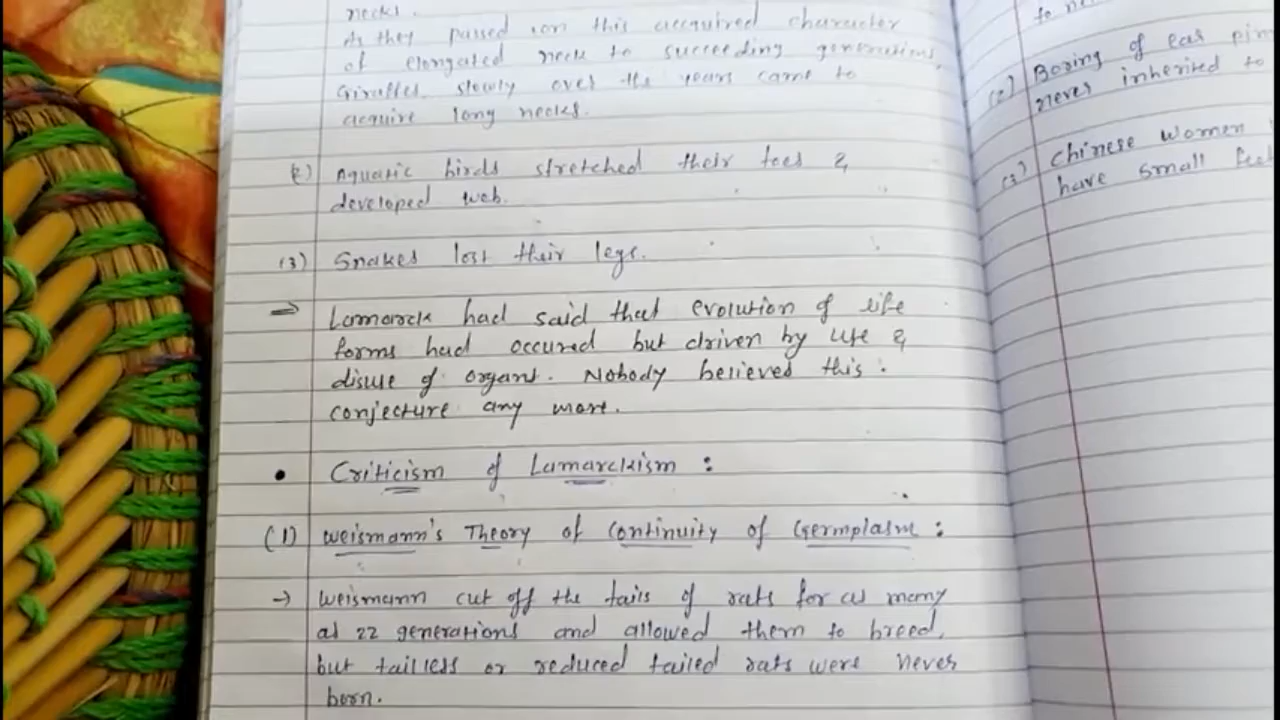 necks.
As they passed on this acquired character
of elongated neck to succeeding generations,
Giraffes slowly over the years came to
acquire long necks.
(2) Aquatic birds stretched their toes &
developed web.
(3) Snakes lost their legs.
⇒ Lamarck had said that evolution of life
forms had occured but driven by use &
disuse of organs. Nobody believed this
conjecture any more.
• Criticism of Lamarckism :
(1) Weismann's Theory of Continuity of Germplasm :
→ Weismann cut off the tails of rats for as many
as 22 generations and allowed them to breed,
but tailless or reduced tailed rats were never
born.
(2) Boring of ear
never inherited to
(3) Chinese women
have small